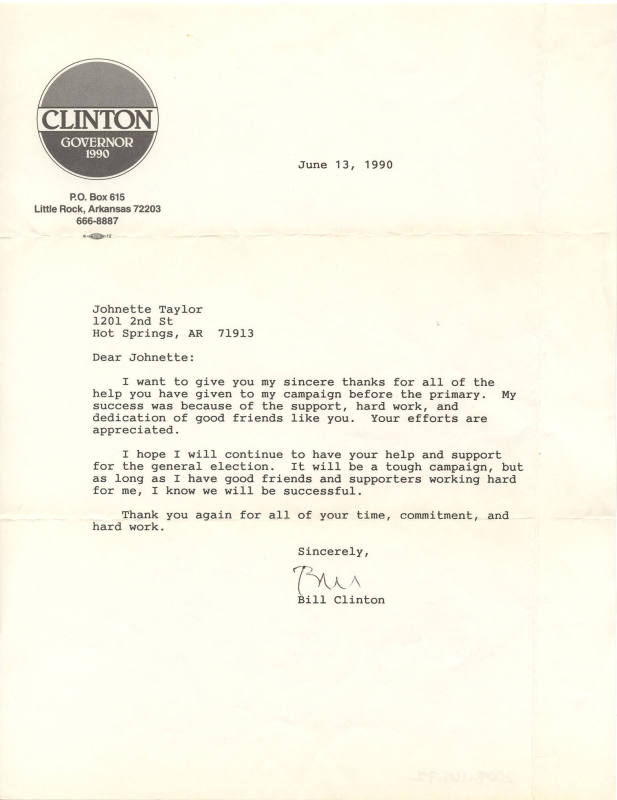 CLINTON
GOVERNOR
1990
P.O. Box 615
Little Rock, Arkansas 72203
666-8887
June 13, 1990
Johnette Taylor
1201 2nd St
Hot Springs, AR  71913
Dear Johnette:
I want to give you my sincere thanks for all of the
help you have given to my campaign before the primary.  My
success was because of the support, hard work, and
dedication of good friends like you.  Your efforts are
appreciated.
I hope I will continue to have your help and support
for the general election.  It will be a tough campaign, but
as long as I have good friends and supporters working hard
for me, I know we will be successful.
Thank you again for all of your time, commitment, and
hard work.
Sincerely,
Bill
Bill Clinton